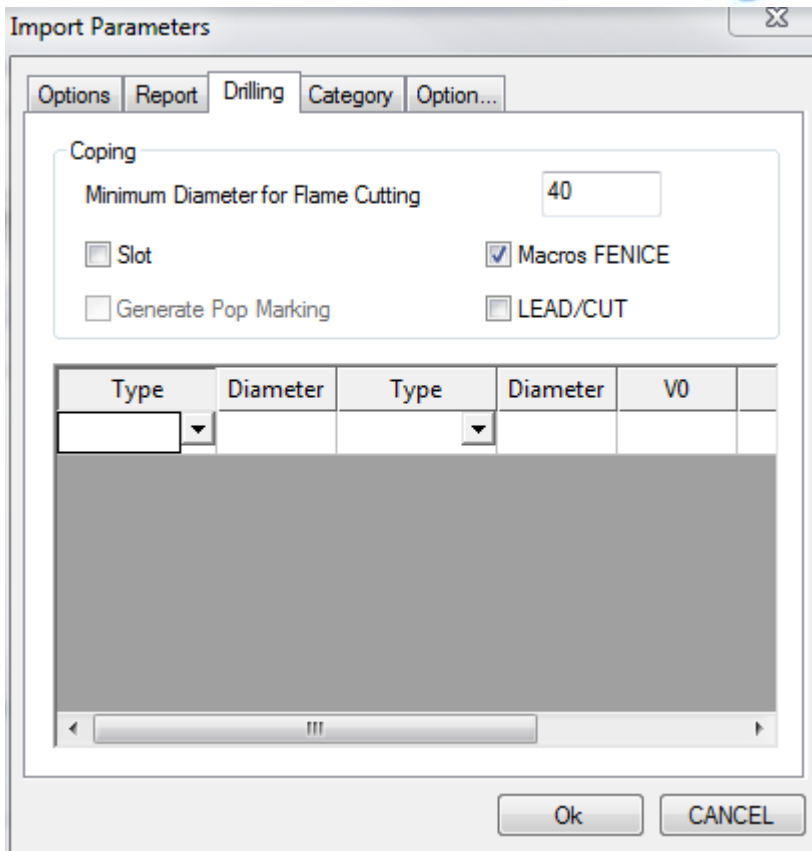 Import Parameters
Options Report Drilling Category Option...
Coping
Minimum Diameter for Flame Cutting 40
Slot Macros FENICE
Generate Pop Marking LEAD/CUT
Type Diameter Type Diameter V0
Ok CANCEL